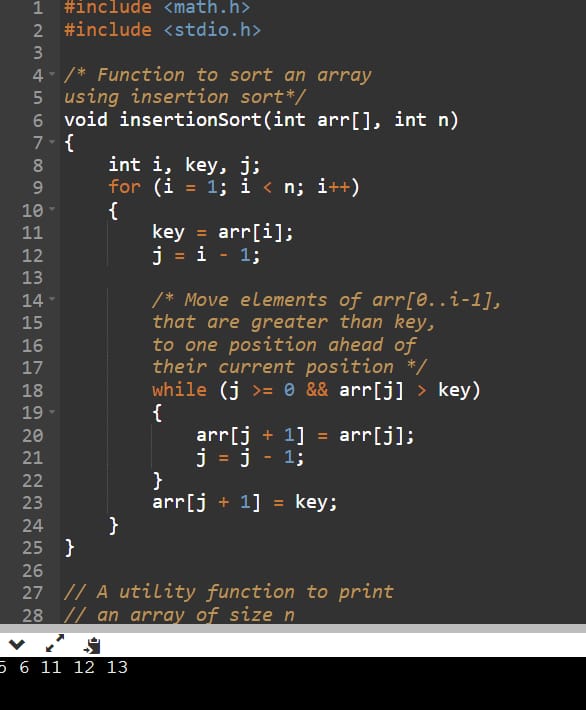 1 #include <math.h>
2 #include <stdio.h>
3
4 /* Function to sort an array
5 using insertion sort*/
6 void insertionSort(int arr[], int n)
7 {
8     int i, key, j;
9     for (i = 1; i < n; i++)
10     {
11         key = arr[i];
12         j = i - 1;
13
14         /* Move elements of arr[0..i-1],
15         that are greater than key,
16         to one position ahead of
17         their current position */
18         while (j >= 0 && arr[j] > key)
19         {
20             arr[j + 1] = arr[j];
21             j = j - 1;
22         }
23         arr[j + 1] = key;
24     }
25 }
26
27 // A utility function to print
28 // an array of size n
5 6 11 12 13